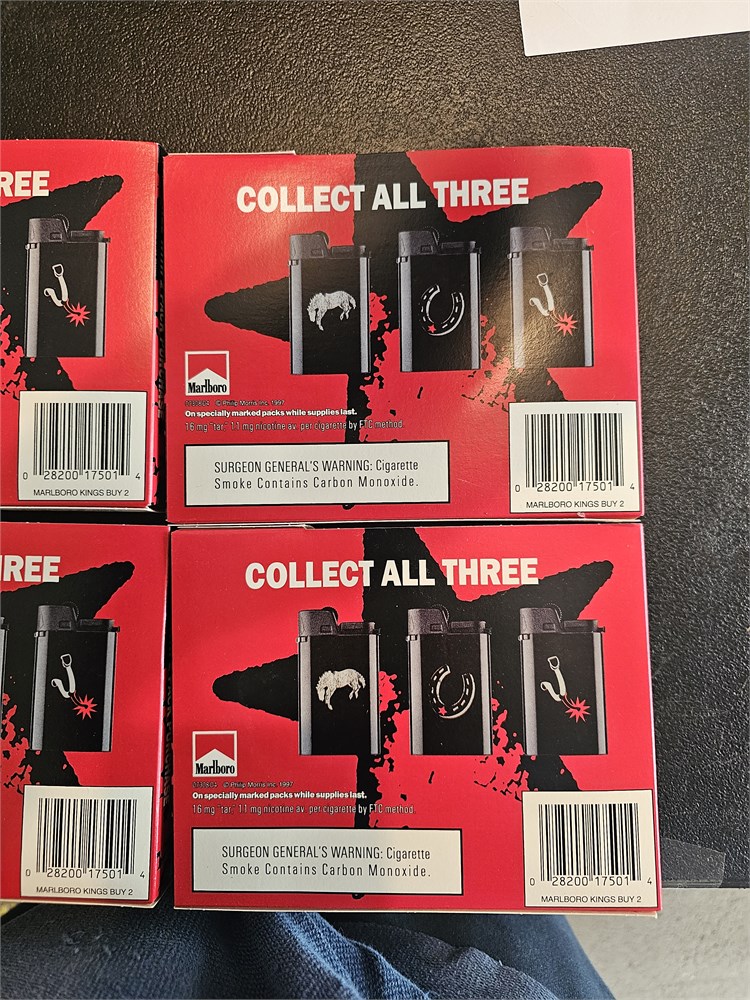 REE
0 28200 17501 4
MARLBORO KINGS BUY 2
COLLECT ALL THREE
Marlboro
© Philip Morris Inc. 1997
On specially marked packs while supplies last.
16 mg "tar," 1.1 mg nicotine av. per cigarette by FTC method.
SURGEON GENERAL'S WARNING: Cigarette
Smoke Contains Carbon Monoxide.
0 28200 17501 4
MARLBORO KINGS BUY 2
REE
0 28200 17501 4
MARLBORO KINGS BUY 2
COLLECT ALL THREE
Marlboro
© Philip Morris Inc. 1997
On specially marked packs while supplies last.
16 mg "tar," 1.1 mg nicotine av. per cigarette by FTC method.
SURGEON GENERAL'S WARNING: Cigarette
Smoke Contains Carbon Monoxide.
0 28200 17501 4
MARLBORO KINGS BUY 2